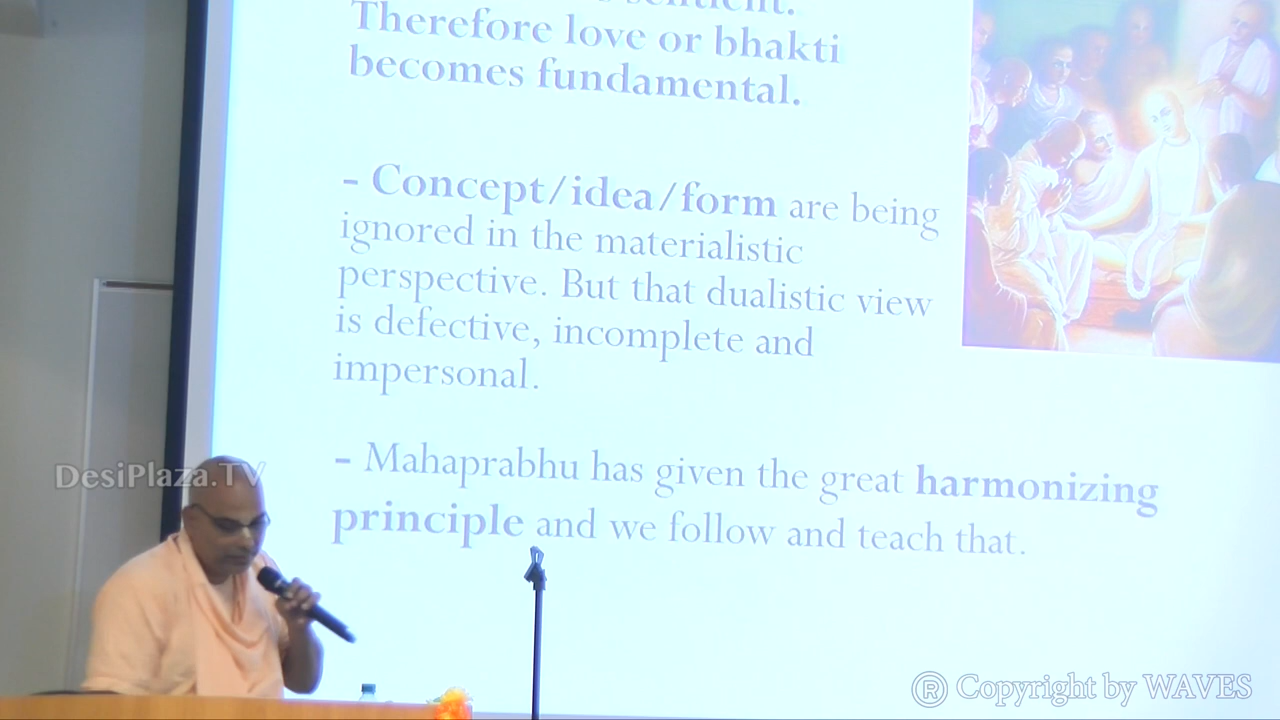 sentient.
Therefore love or bhakti
becomes fundamental.
- Concept/idea/form are being
ignored in the materialistic
perspective. But that dualistic view
is defective, incomplete and
impersonal.
- Mahaprabhu has given the great harmonizing
principle and we follow and teach that.
DesiPlaza.TV
® Copyright by WAVES